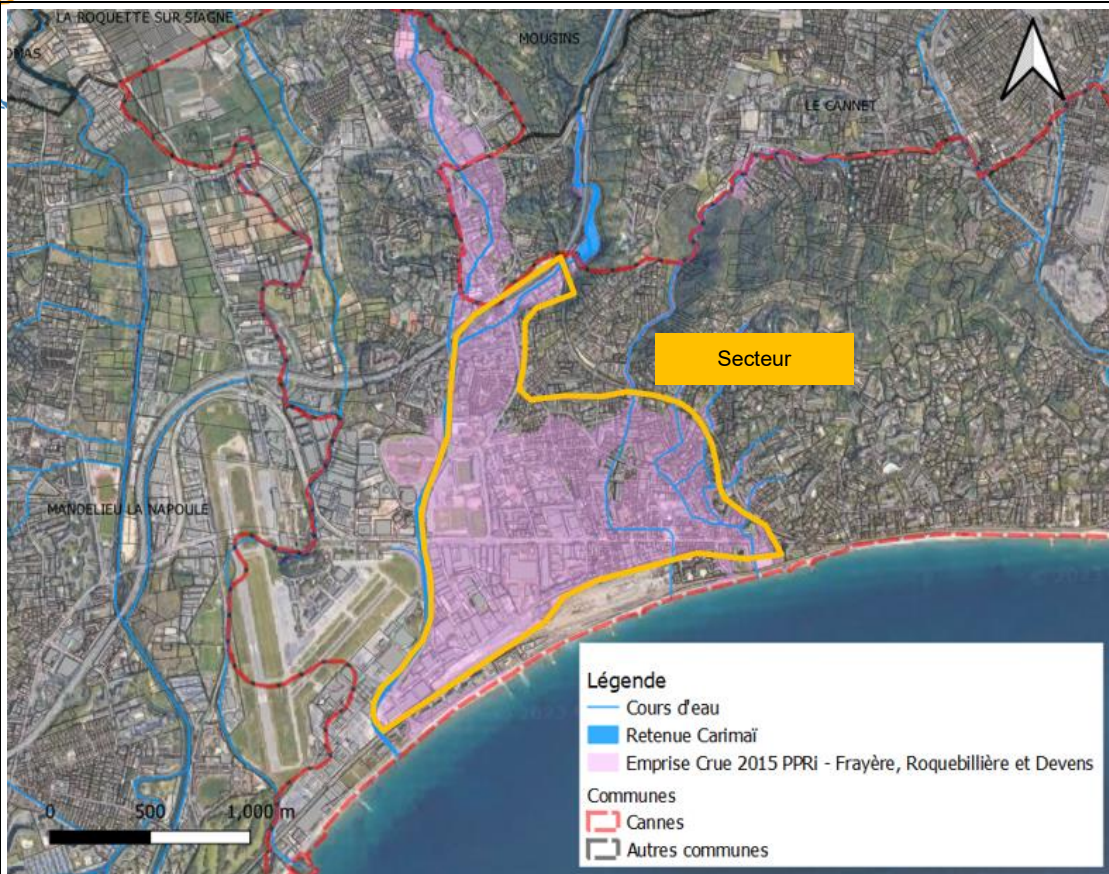 LA ROQUETTE SUR SIAGNE
MOUGINS
OMAS
LE CANNET
Secteur
MANDELIEU LA NAPOULE
Légende
Cours d'eau
Retenue Carimaï
Emprise Crue 2015 PPRi - Frayère, Roquebillière et Devens
Communes
Cannes
Autres communes
0 500 1,000 m